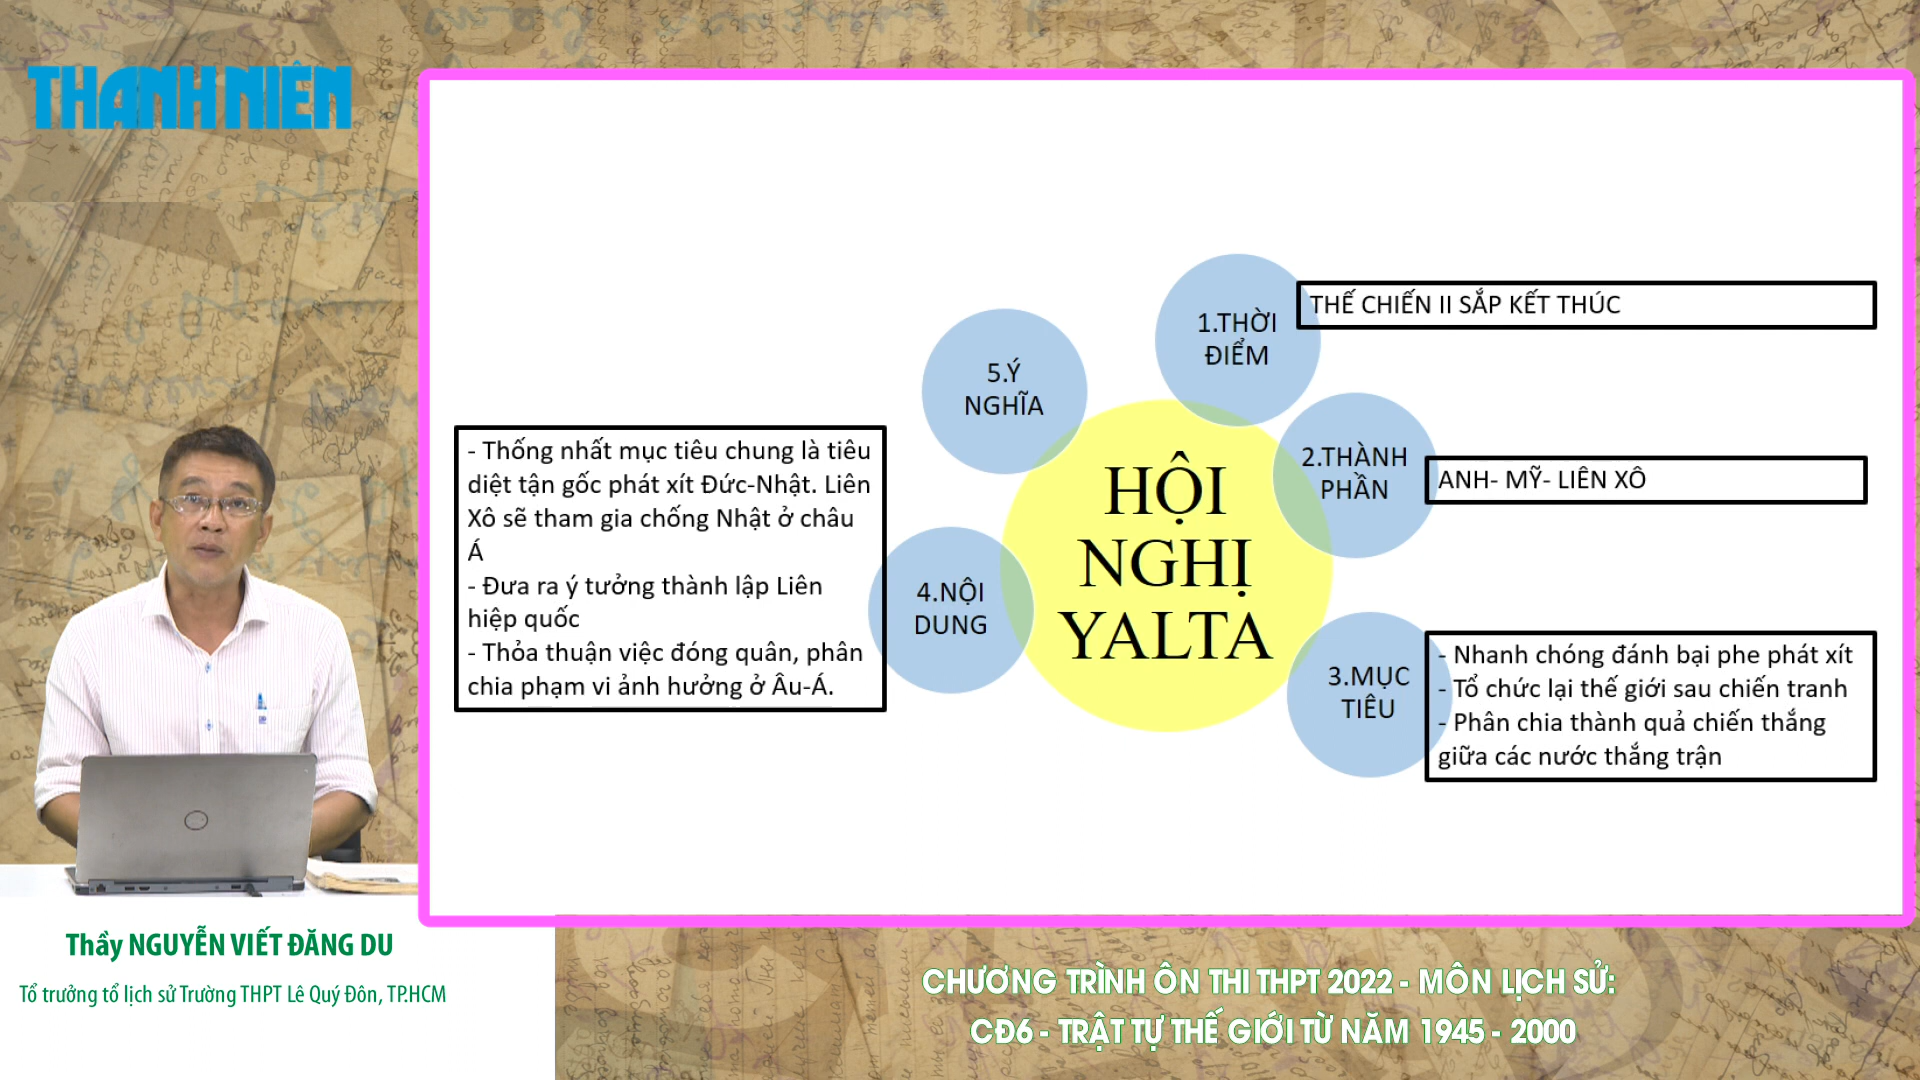 THANH NIÊN
1.THỜI
ĐIỂM
THẾ CHIẾN II SẮP KẾT THÚC
2.THÀNH
PHẦN
ANH- MỸ- LIÊN XÔ
3.MỤC
TIÊU
- Nhanh chóng đánh bại phe phát xít
- Tổ chức lại thế giới sau chiến tranh
- Phân chia thành quả chiến thắng
giữa các nước thắng trận
4.NỘI
DUNG
- Thống nhất mục tiêu chung là tiêu
diệt tận gốc phát xít Đức-Nhật. Liên
Xô sẽ tham gia chống Nhật ở châu
Á
- Đưa ra ý tưởng thành lập Liên
hiệp quốc
- Thỏa thuận việc đóng quân, phân
chia phạm vi ảnh hưởng ở Âu-Á.
5.Ý
NGHĨA
HỘI
NGHỊ
YALTA
Thầy NGUYỄN VIẾT ĐĂNG DU
Tổ trưởng tổ lịch sử Trường THPT Lê Quý Đôn, TP.HCM
CHƯƠNG TRÌNH ÔN THI THPT 2022 - MÔN LỊCH SỬ:
CĐ6 - TRẬT TỰ THẾ GIỚI TỪ NĂM 1945 - 2000